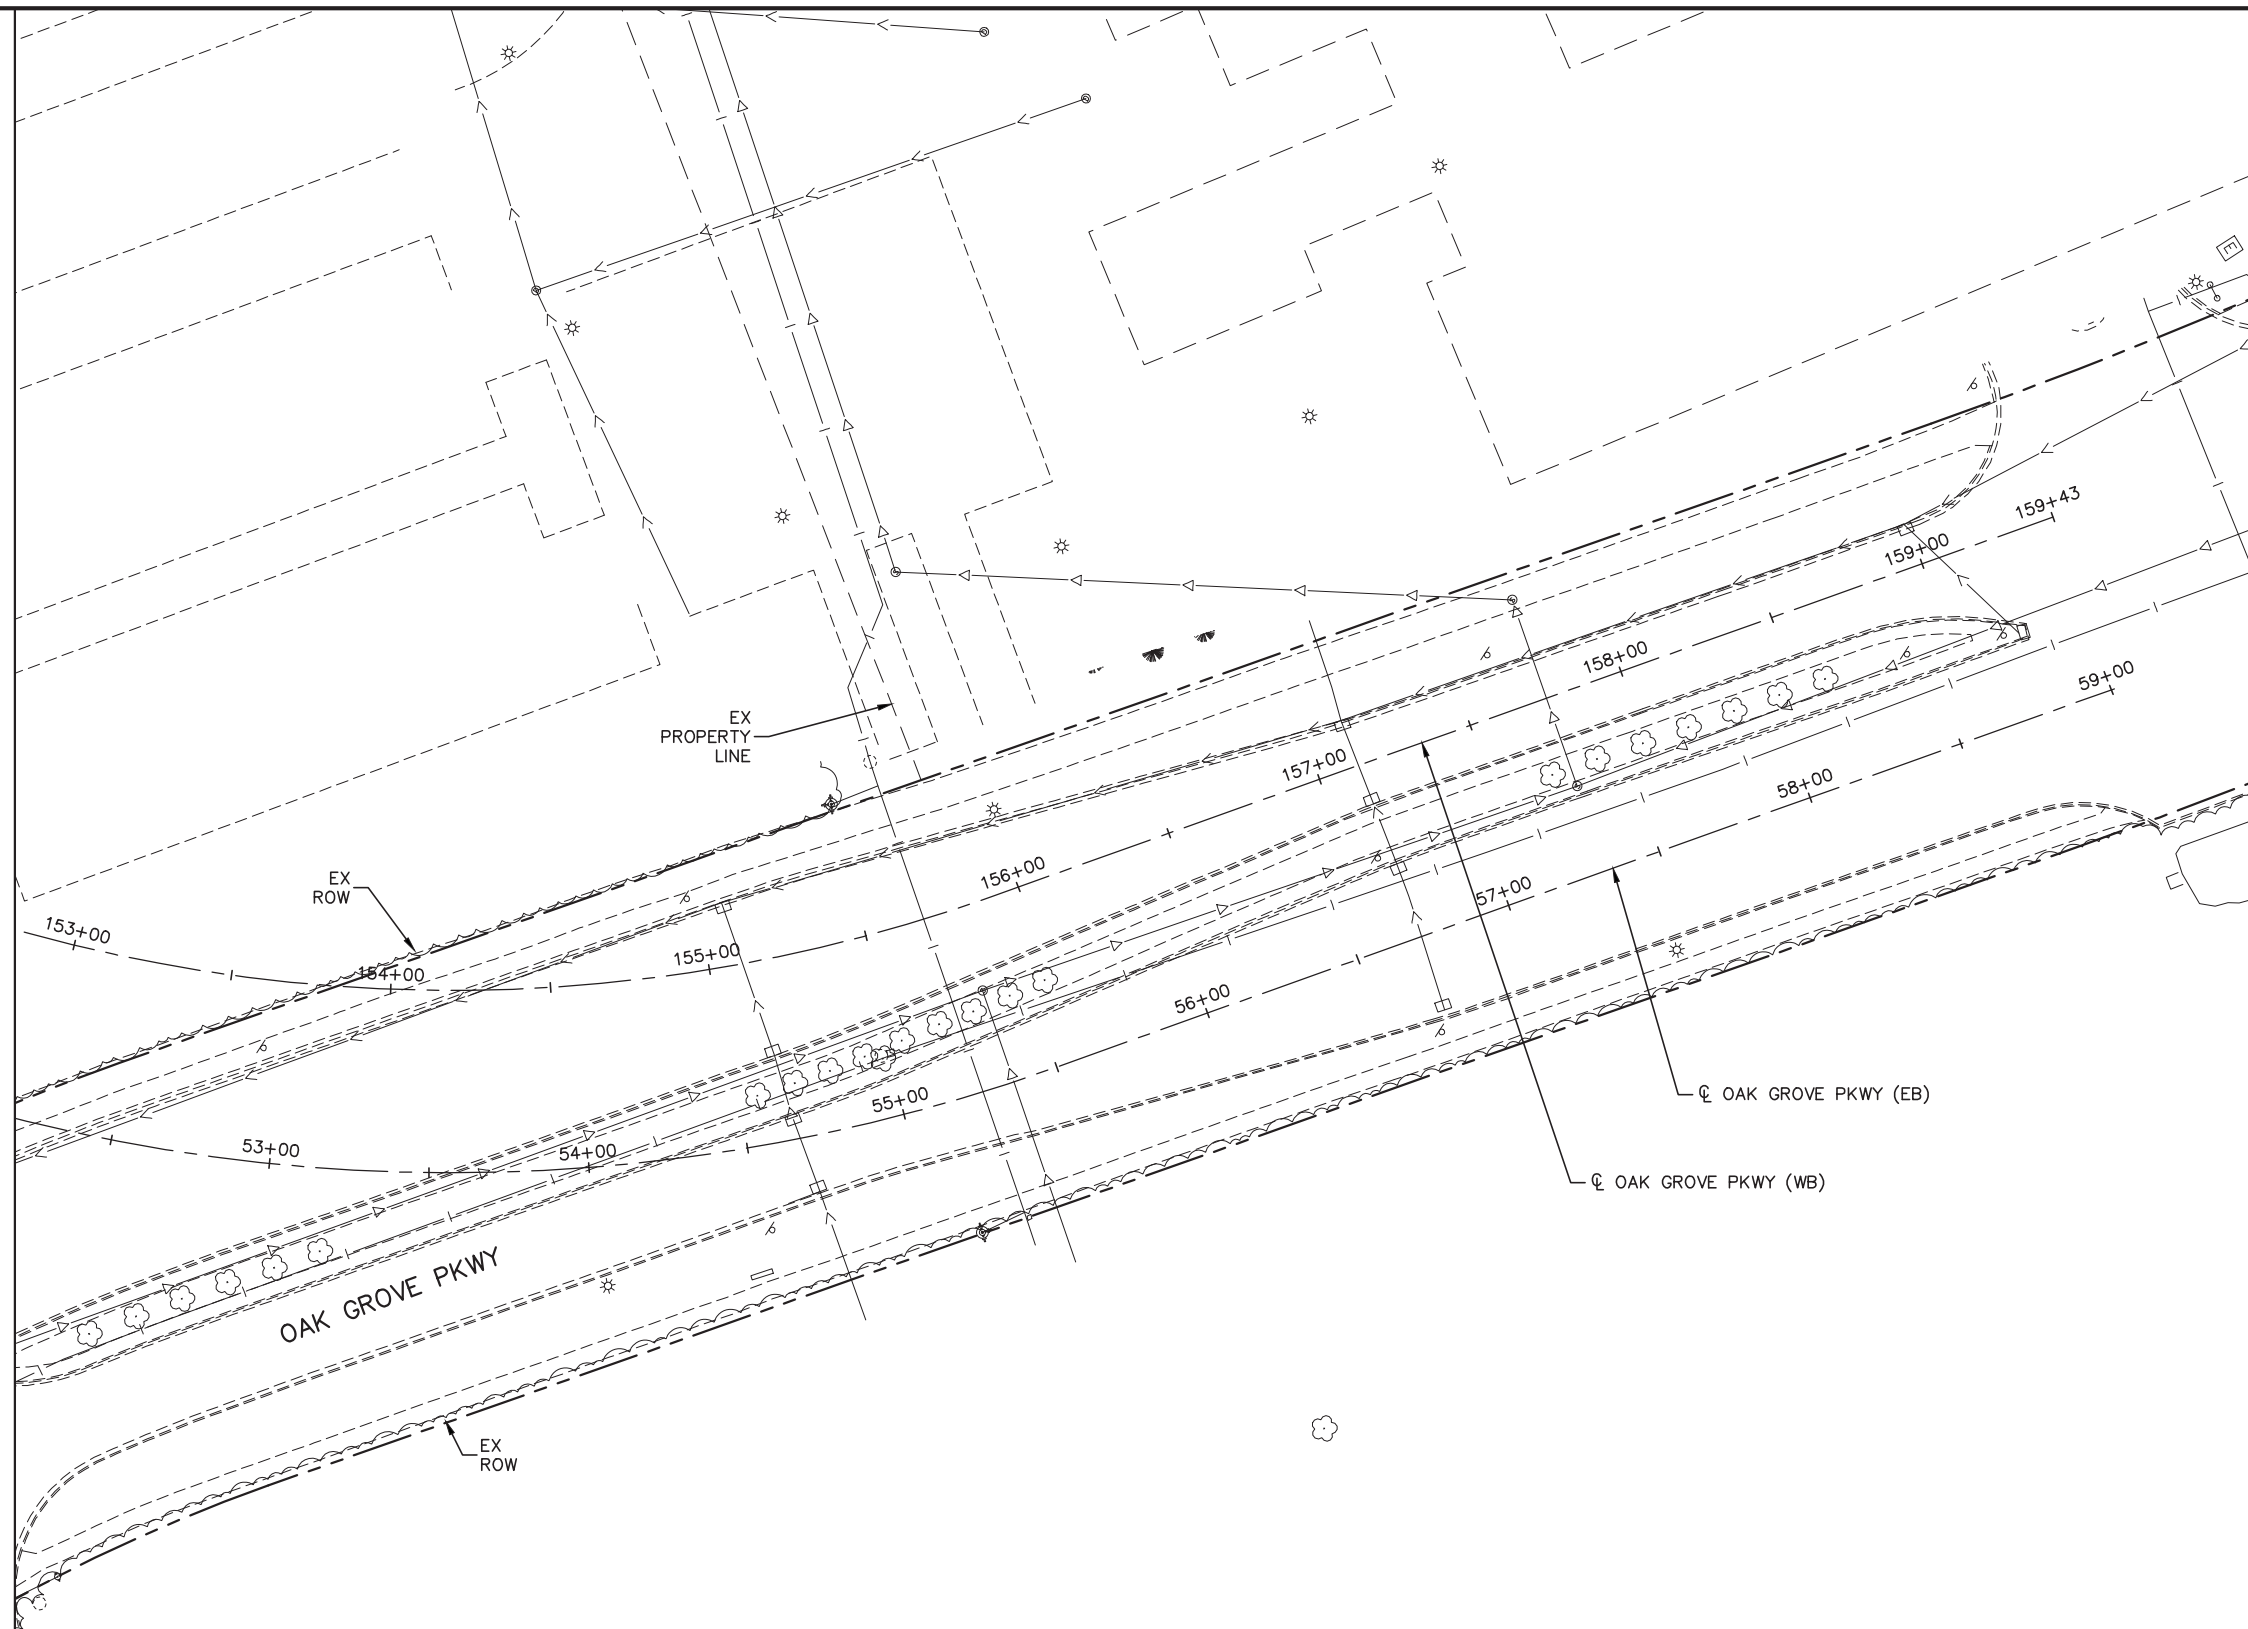 E
159+43
159+00
158+00
59+00
EX
PROPERTY
LINE
157+00
58+00
EX
ROW
156+00
57+00
153+00
154+00
155+00
56+00
55+00
53+00
54+00
℄ OAK GROVE PKWY (EB)
℄ OAK GROVE PKWY (WB)
OAK GROVE PKWY
EX
ROW